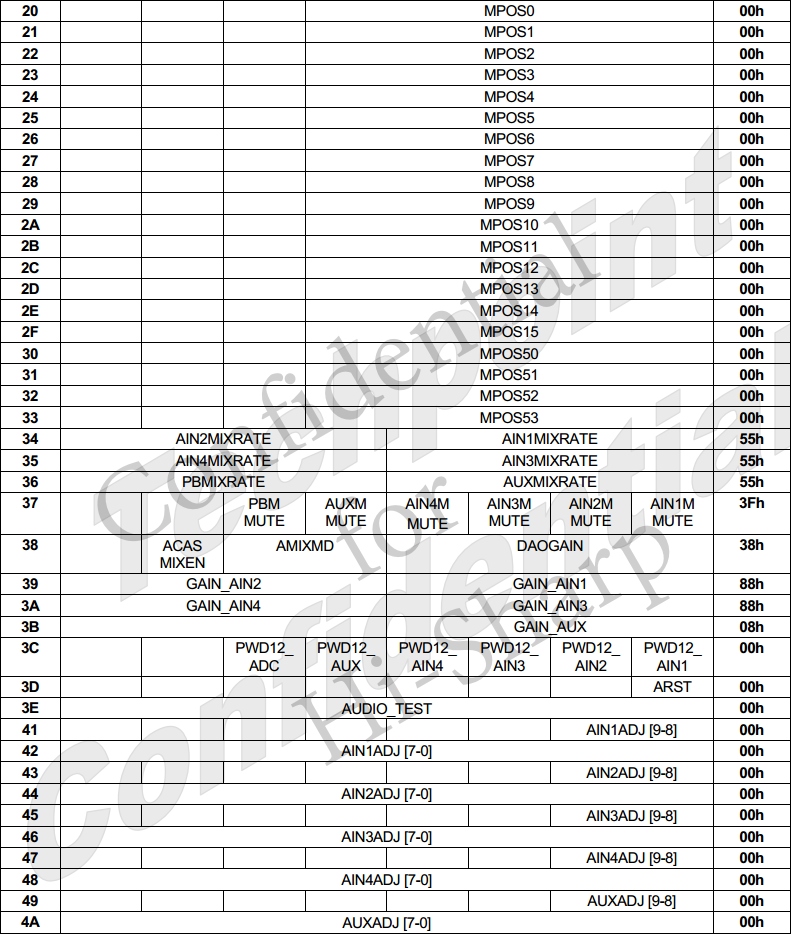 20 MPOS0 00h
21 MPOS1 00h
22 MPOS2 00h
23 MPOS3 00h
24 MPOS4 00h
25 MPOS5 00h
26 MPOS6 00h
27 MPOS7 00h
28 MPOS8 00h
29 MPOS9 00h
2A MPOS10 00h
2B MPOS11 00h
2C MPOS12 00h
2D MPOS13 00h
2E MPOS14 00h
2F MPOS15 00h
30 MPOS50 00h
31 MPOS51 00h
32 MPOS52 00h
33 MPOS53 00h
34 AIN2MIXRATE AIN1MIXRATE 55h
35 AIN4MIXRATE AIN3MIXRATE 55h
36 PBMIXRATE AUXMIXRATE 55h
37 PBM AUXM AIN4M AIN3M AIN2M AIN1M 3Fh
MUTE MUTE MUTE MUTE MUTE MUTE
38 ACAS AMIXMD DAOGAIN 38h
MIXEN
39 GAIN_AIN2 GAIN_AIN1 88h
3A GAIN_AIN4 GAIN_AIN3 88h
3B GAIN_AUX 08h
3C PWD12_ PWD12_ PWD12_ PWD12_ PWD12_ PWD12_ 00h
ADC AUX AIN4 AIN3 AIN2 AIN1
3D ARST 00h
3E AUDIO_TEST 00h
41 AIN1ADJ [9-8] 00h
42 AIN1ADJ [7-0] 00h
43 AIN2ADJ [9-8] 00h
44 AIN2ADJ [7-0] 00h
45 AIN3ADJ [9-8] 00h
46 AIN3ADJ [7-0] 00h
47 AIN4ADJ [9-8] 00h
48 AIN4ADJ [7-0] 00h
49 AUXADJ [9-8] 00h
4A AUXADJ [7-0] 00h
Techpoint
Confidential
Confidential
for
Hi-Sharp